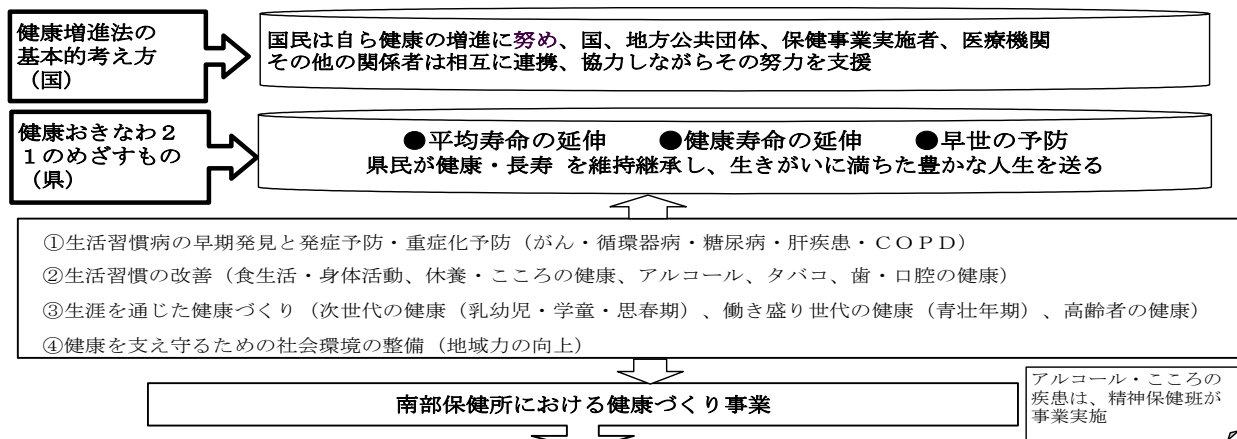 健康増進法の
基本的考え方
（国）
国民は自ら健康の増進に努め、国、地方公共団体、保健事業実施者、医療機関
その他の関係者は相互に連携、協力しながらその努力を支援
健康おきなわ２
１のめざすもの
（県）
●平均寿命の延伸　●健康寿命の延伸　●早世の予防
県民が健康・長寿 を維持継承し、生きがいに満ちた豊かな人生を送る
①生活習慣病の早期発見と発症予防・重症化予防（がん・循環器病・糖尿病・肝疾患・ＣＯＰＤ）
②生活習慣の改善（食生活・身体活動、休養・こころの健康、アルコール、タバコ、歯・口腔の健康）
③生涯を通じた健康づくり（次世代の健康（乳幼児・学童・思春期）、働き盛り世代の健康（青壮年期）、高齢者の健康）
④健康を支え守るための社会環境の整備（地域力の向上）
南部保健所における健康づくり事業
アルコール・こころの
疾患は、精神保健班が
事業実施